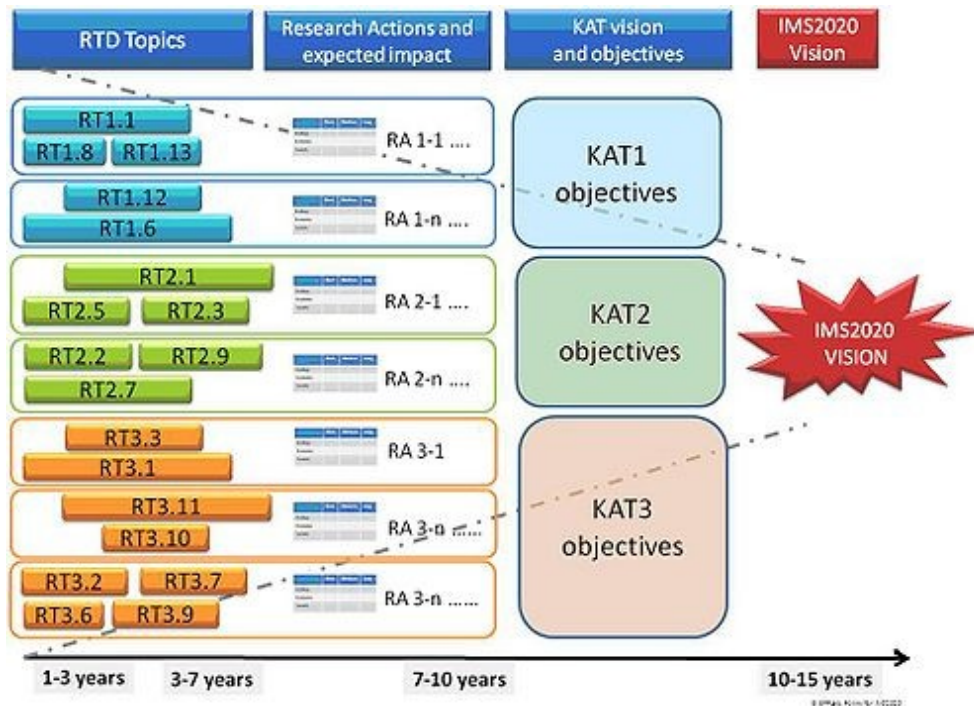 RTD Topics
Research Actions and
expected impact
KAT vision
and objectives
IMS2020
Vision
RT1.1
RT1.8
RT1.13
RA 1-1 ....
RT1.12
RT1.6
RA 1-n ....
KAT1
objectives
RT2.1
RT2.5
RT2.3
RA 2-1 ....
RT2.2
RT2.9
RT2.7
RA 2-n ....
KAT2
objectives
IMS2020
VISION
RT3.3
RT3.1
RA 3-1
RT3.11
RT3.10
RA 3-n ......
RT3.2
RT3.7
RT3.6
RT3.9
RA 3-n ......
KAT3
objectives
1-3 years
3-7 years
7-10 years
10-15 years